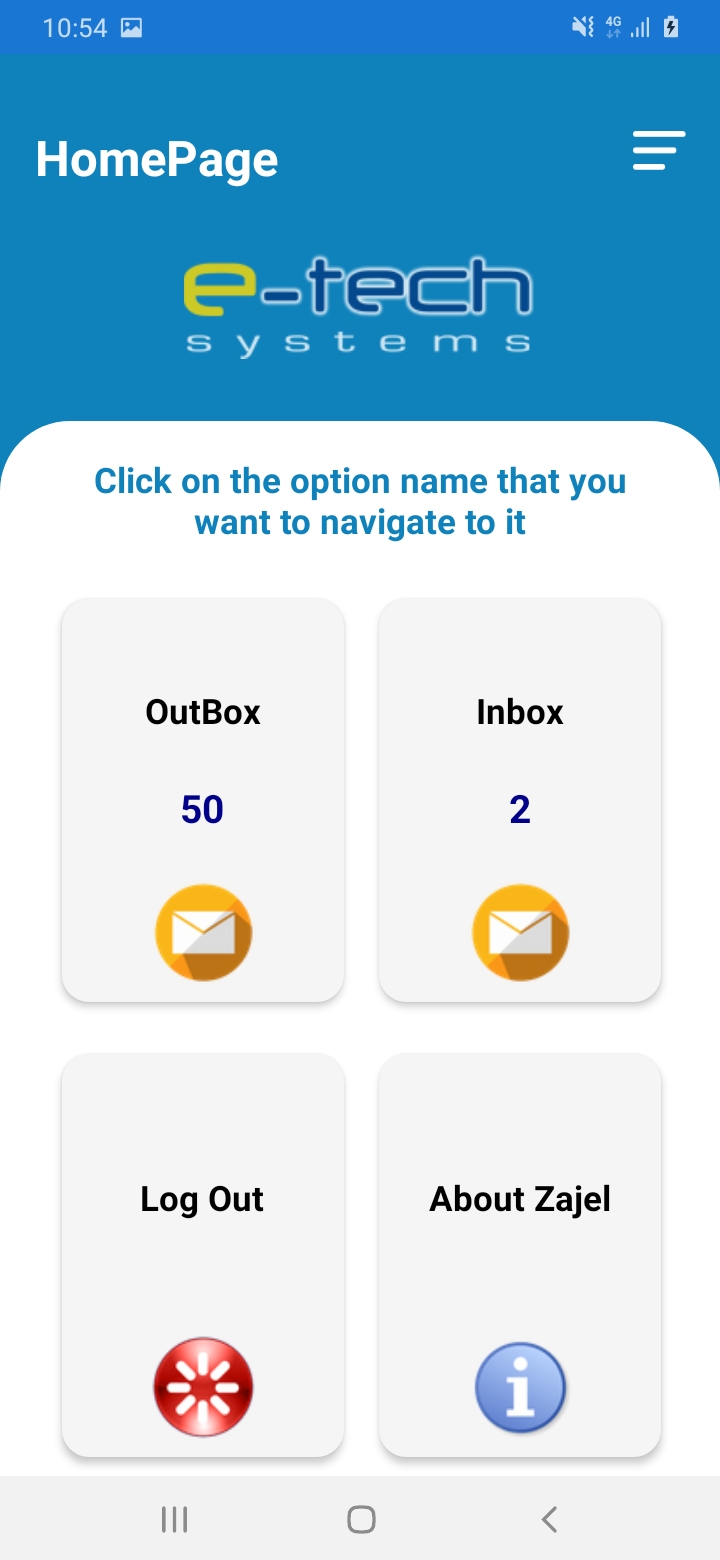 10:54
4G
HomePage
e-tech
systems
Click on the option name that you
want to navigate to it
OutBox
Inbox
50
2
Log Out
About Zajel